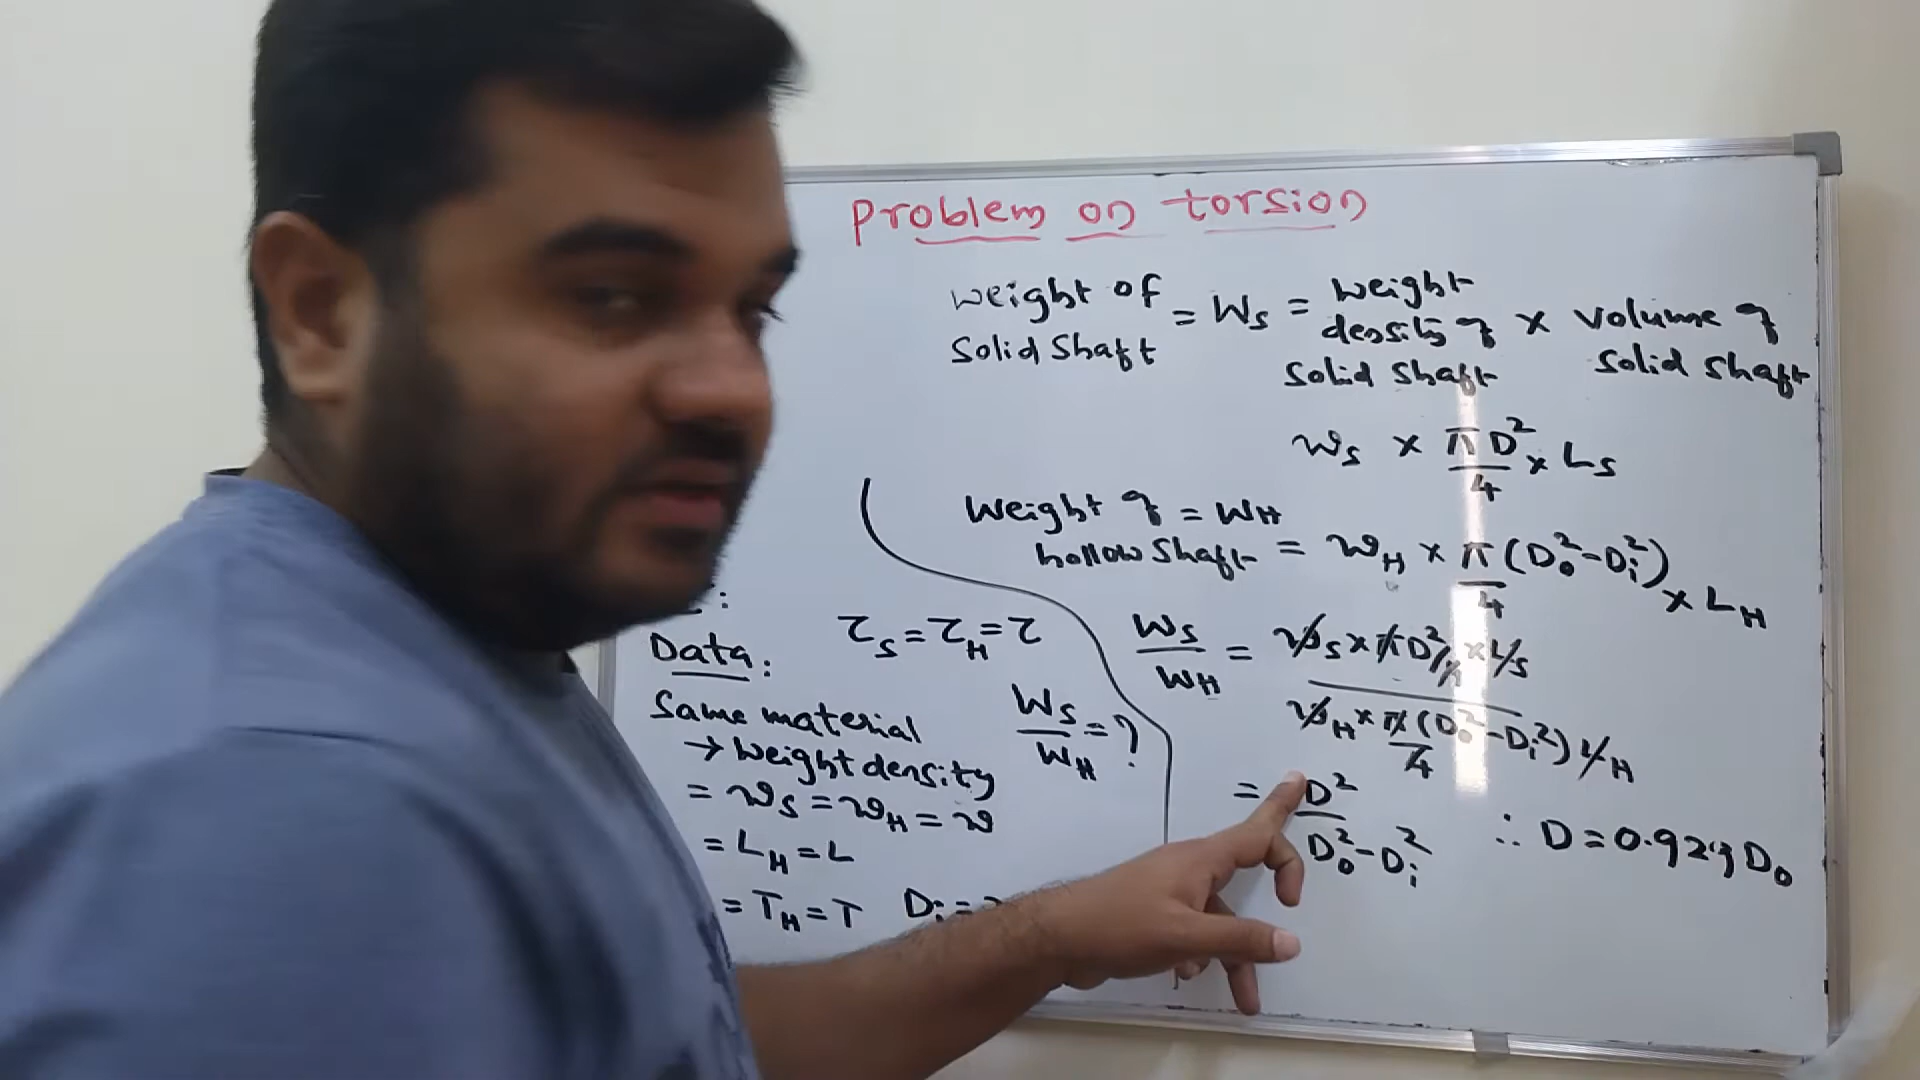 Problem on torsion
Weight of
Solid Shaft
= Ws = weight density of solid shaft × volume of solid shaft
ws × πD²/4 × Ls
Weight of hollow shaft = WH
= wH × π/4 (Do²-Di²) × LH
Ws/WH = ws × πD²/4 × Ls / wH × π/4 (Do²-Di²) LH
= D² / Do²-Di²
∴ D = 0.929 Do
Data:
τs = τH = τ
Same material
→ Weight density
= ws = wH = w
= LH = L
= TH = T
Di =
Ws/WH = ?